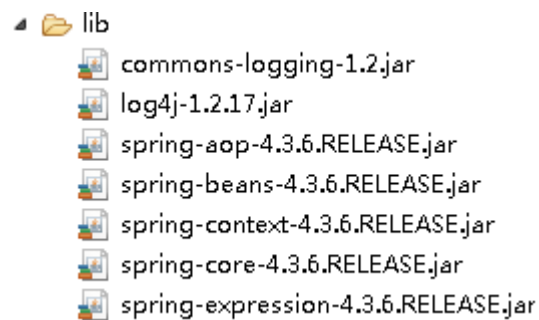 lib
commons-logging-1.2.jar
log4j-1.2.17.jar
spring-aop-4.3.6.RELEASE.jar
spring-beans-4.3.6.RELEASE.jar
spring-context-4.3.6.RELEASE.jar
spring-core-4.3.6.RELEASE.jar
spring-expression-4.3.6.RELEASE.jar